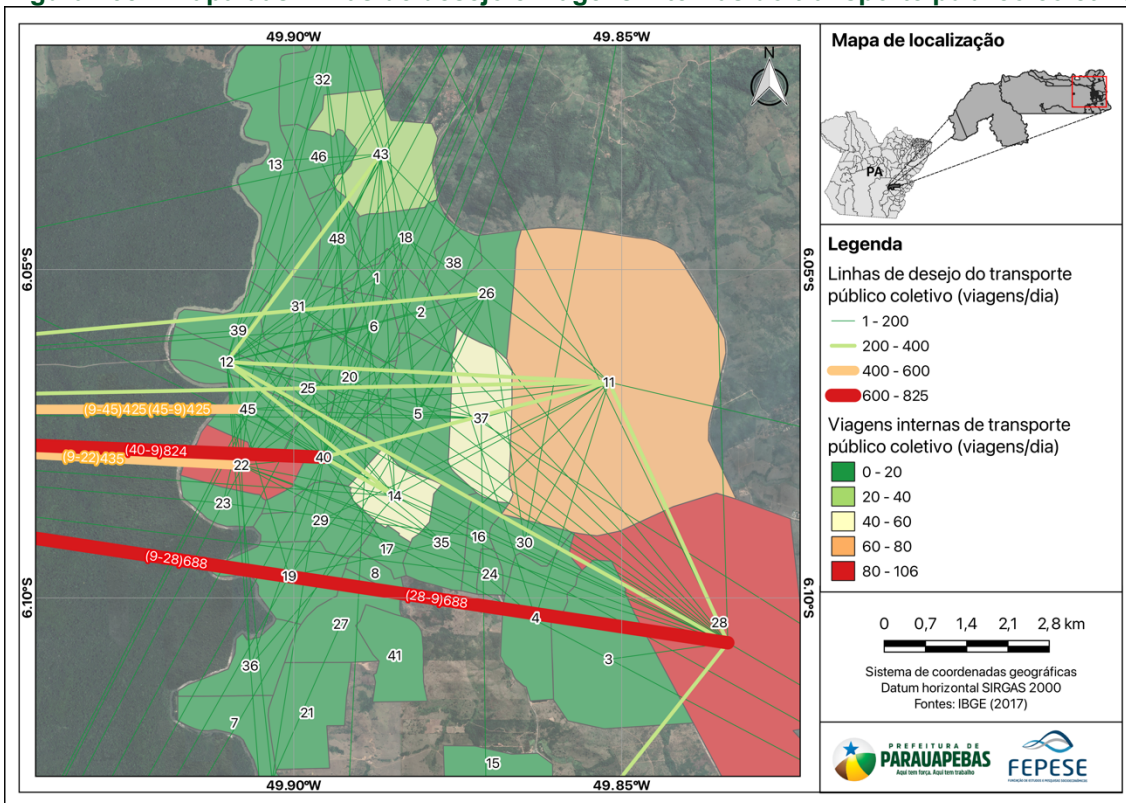 49.90°W
49.85°W
N
32
43
46
13
48
18
38
6.05°S
6.05°S
1
26
31
2
39
6
12
20
11
25
45
5
37
(9=45)425(45=9)425
(40-9)824
40
(9=22)435
22
14
23
29
16
35
30
17
(9-28)688
19
8
24
6.10°S
6.10°S
(28-9)688
4
28
27
41
3
36
21
7
15
49.90°W
49.85°W
Mapa de localização
PA
Legenda
Linhas de desejo do transporte
público coletivo (viagens/dia)
1 - 200
200 - 400
400 - 600
600 - 825
Viagens internas de transporte
público coletivo (viagens/dia)
0 - 20
20 - 40
40 - 60
60 - 80
80 - 106
0 0,7 1,4 2,1 2,8 km
Sistema de coordenadas geográficas
Datum horizontal SIRGAS 2000
Fontes: IBGE (2017)
PREFEITURA DE
PARAUAPEBAS
Aqui tem força. Aqui tem trabalho
FEPESE